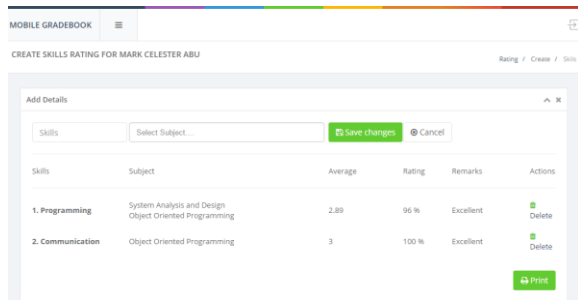 MOBILE GRADEBOOK
CREATE SKILLS RATING FOR MARK CELESTER ABU
Rating / Create / Skills
Add Details
Skills Select Subject... Save changes Cancel
Skills Subject Average Rating Remarks Actions
1. Programming System Analysis and Design 2.89 96 % Excellent Delete
Object Oriented Programming
2. Communication Object Oriented Programming 3 100 % Excellent Delete
Print